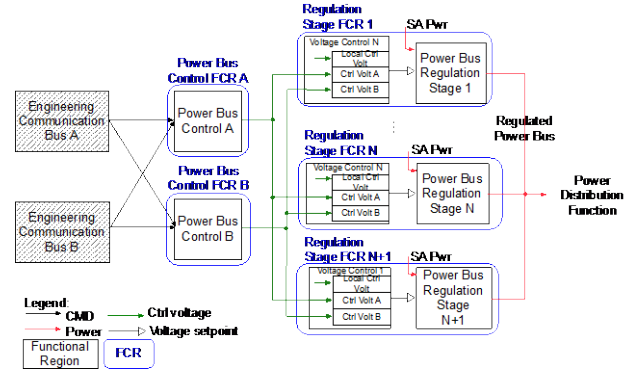 Regulation
Stage FCR 1
SA Pwr
Voltage Control N
Local Ctrl
Volt
Ctrl Volt A
Ctrl Volt B
Power Bus
Regulation
Stage 1
Power Bus
Control FCR A
Engineering
Communication
Bus A
Power Bus
Control A
Regulated
Power Bus
Regulation
Stage FCR N
SA Pwr
Voltage Control N
Local Ctrl
Volt
Ctrl Volt A
Ctrl Volt B
Power Bus
Regulation
Stage N
Power Bus
Control FCR B
Power
Distribution
Function
Engineering
Communication
Bus B
Power Bus
Control B
Regulation
Stage FCR N+1
SA Pwr
Voltage Control 1
Local Ctrl
Volt
Ctrl Volt A
Ctrl Volt B
Power Bus
Regulation
Stage
N+1
Legend:
CMD
Ctrl voltage
Power
Voltage setpoint
Functional
Region
FCR